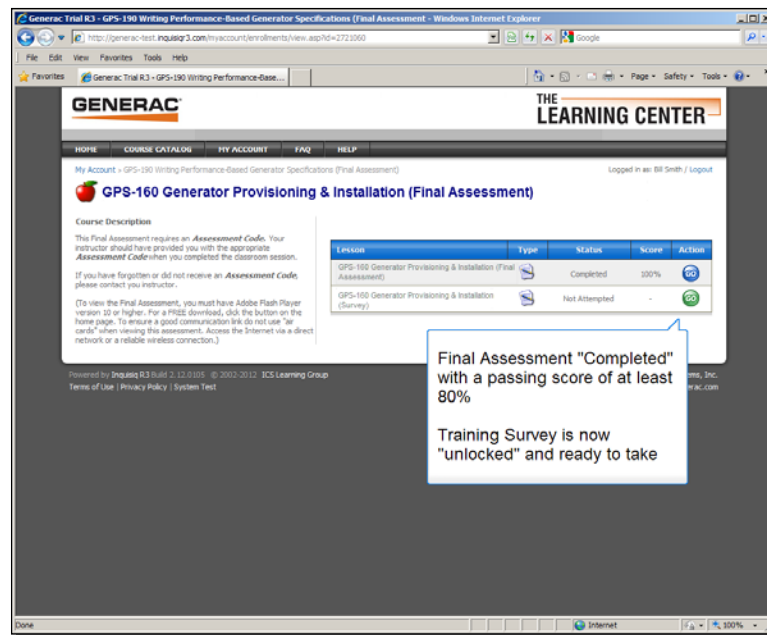 Generac Trial R3 - GPS-190 Writing Performance-Based Generator Specifications (Final Assessment - Windows Internet Explorer
http://generac-test.inquisiqr3.com/myaccount/enrollments/view.asp?id=2721060
Google
File Edit View Favorites Tools Help
Favorites Generac Trial R3 - GPS-190 Writing Performance-Base... Page Safety Tools
GENERAC
THE
LEARNING CENTER
HOME COURSE CATALOG MY ACCOUNT FAQ HELP
My Account » GPS-190 Writing Performance-Based Generator Specifications (Final Assessment) Logged in as: Bill Smith / Logout
GPS-160 Generator Provisioning & Installation (Final Assessment)
Course Description
This Final Assessment requires an Assessment Code. Your
instructor should have provided you with the appropriate
Assessment Code when you completed the classroom session.
If you have forgotten or did not receive an Assessment Code,
please contact you instructor.
(To view the Final Assessment, you must have Adobe Flash Player
version 10 or higher. For a FREE download, click the button on the
home page. To ensure a good communication link do not use "air
cards" when viewing this assessment. Access the Internet via a direct
network or a reliable wireless connection.)
Lesson Type Status Score Action
GPS-160 Generator Provisioning & Installation (Final
Assessment) Completed 100% GO
GPS-160 Generator Provisioning & Installation
(Survey) Not Attempted - GO
Final Assessment "Completed"
with a passing score of at least
80%
Training Survey is now
"unlocked" and ready to take
Powered by Inquisiq R3 Build 2.12.0105 © 2002-2012 ICS Learning Group
ems, Inc.
Terms of Use | Privacy Policy | System Test
erac.com
Done Internet 100%